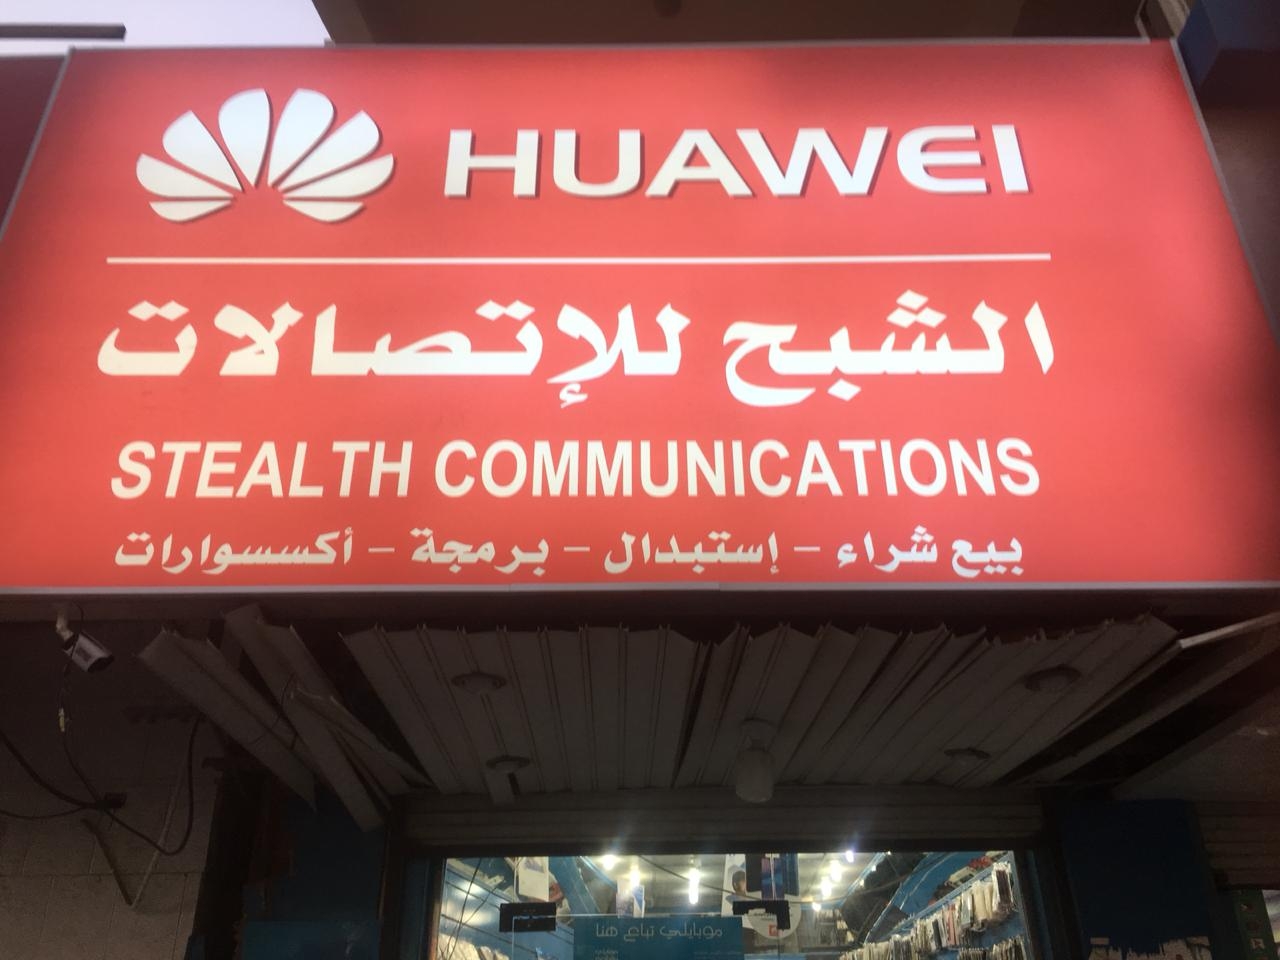 HUAWEI
الشبح للإتصالات
STEALTH COMMUNICATIONS
بيع شراء - إستبدال - برمجة - أكسسوارات
موبايلي تباع هنا